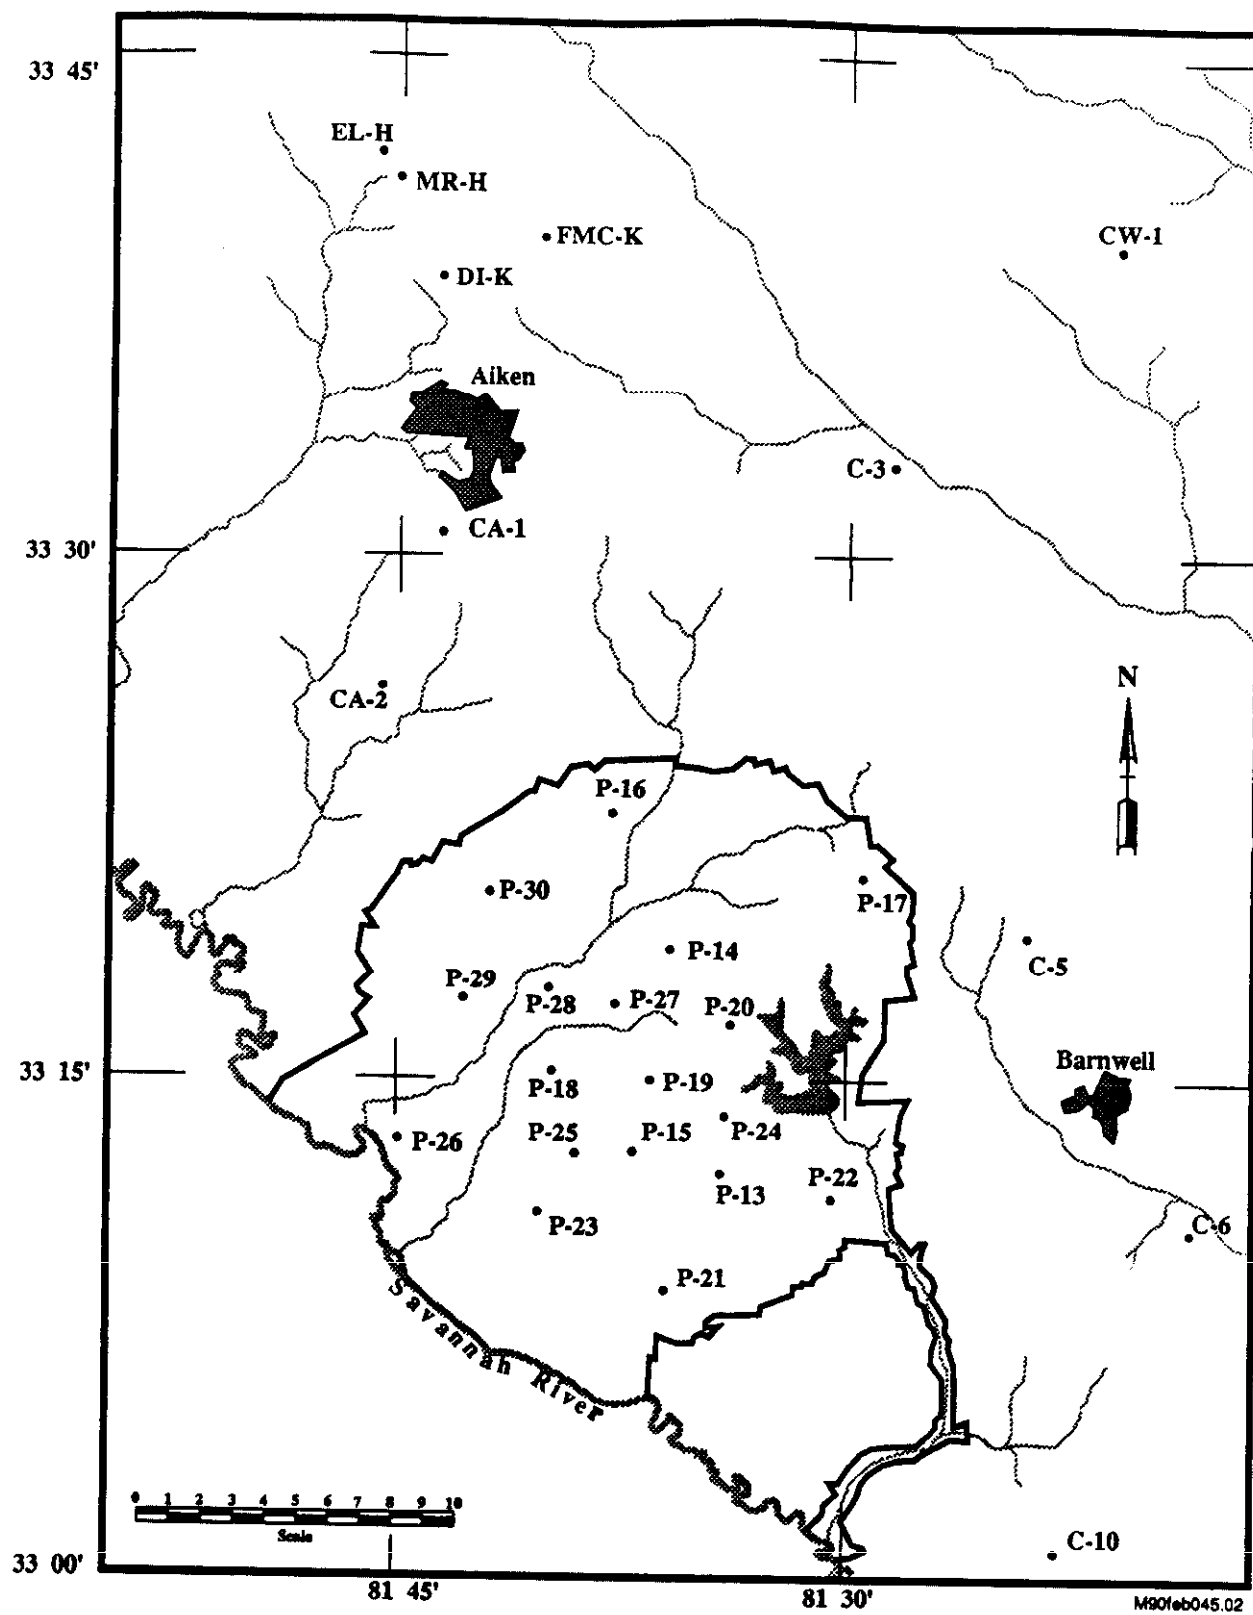 33 45'
EL-H
MR-H
FMC-K
CW-1
DI-K
Aiken
C-3
CA-1
33 30'
CA-2
N
P-16
P-30
P-17
P-14
C-5
P-29
P-28
P-27
P-20
Barnwell
33 15'
P-18
P-19
P-26
P-25
P-15
P-24
P-13
P-22
P-23
C-6
P-21
Savannah River
0 1 2 3 4 5 6 7 8 9 10
Scale
C-10
33 00'
81 45'
81 30'
M90feb045.02